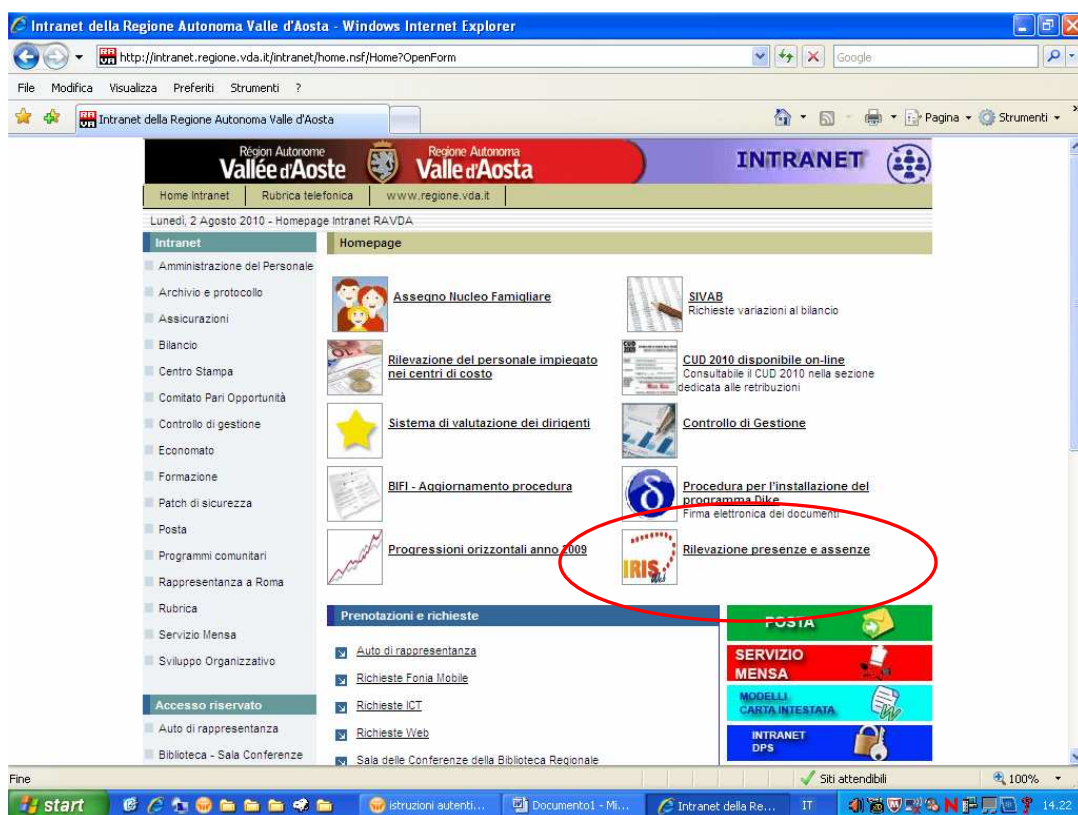 Intranet della Regione Autonoma Valle d'Aosta - Windows Internet Explorer
http://intranet.regione.vda.it/intranet/home.nsf/Home?OpenForm
Google
File Modifica Visualizza Preferiti Strumenti ?
Intranet della Regione Autonoma Valle d'Aosta
Pagina Strumenti
Région Autonome
Vallée d'Aoste
Regione Autonoma
Valle d'Aosta
INTRANET
Home Intranet Rubrica telefonica www.regione.vda.it
Lunedì, 2 Agosto 2010 - Homepage Intranet RAVDA
Intranet
Amministrazione del Personale
Archivio e protocollo
Assicurazioni
Bilancio
Centro Stampa
Comitato Pari Opportunità
Controllo di gestione
Economato
Formazione
Patch di sicurezza
Posta
Programmi comunitari
Rappresentanza a Roma
Rubrica
Servizio Mensa
Sviluppo Organizzativo
Accesso riservato
Auto di rappresentanza
Biblioteca - Sala Conferenze
Homepage
Assegno Nucleo Famigliare
SIVAB
Richieste variazioni al bilancio
Rilevazione del personale impiegato
nei centri di costo
CUD 2010 disponibile on-line
Consultabile il CUD 2010 nella sezione
dedicata alle retribuzioni
Sistema di valutazione dei dirigenti
Controllo di Gestione
BIFI - Aggiornamento procedura
δ
Procedura per l'installazione del
programma Dike
Firma elettronica dei documenti
Progressioni orizzontali anno 2009
IRIS Web
Rilevazione presenze e assenze
Prenotazioni e richieste
Auto di rappresentanza
Richieste Fonia Mobile
Richieste ICT
Richieste Web
Sala delle Conferenze della Biblioteca Regionale
POSTA
SERVIZIO
MENSA
MODELLI
CARTA INTESTATA
INTRANET
DPS
Fine
Siti attendibili
100%
start
istruzioni autenti...
Documento1 - Mi...
Intranet della Re...
IT
14.22